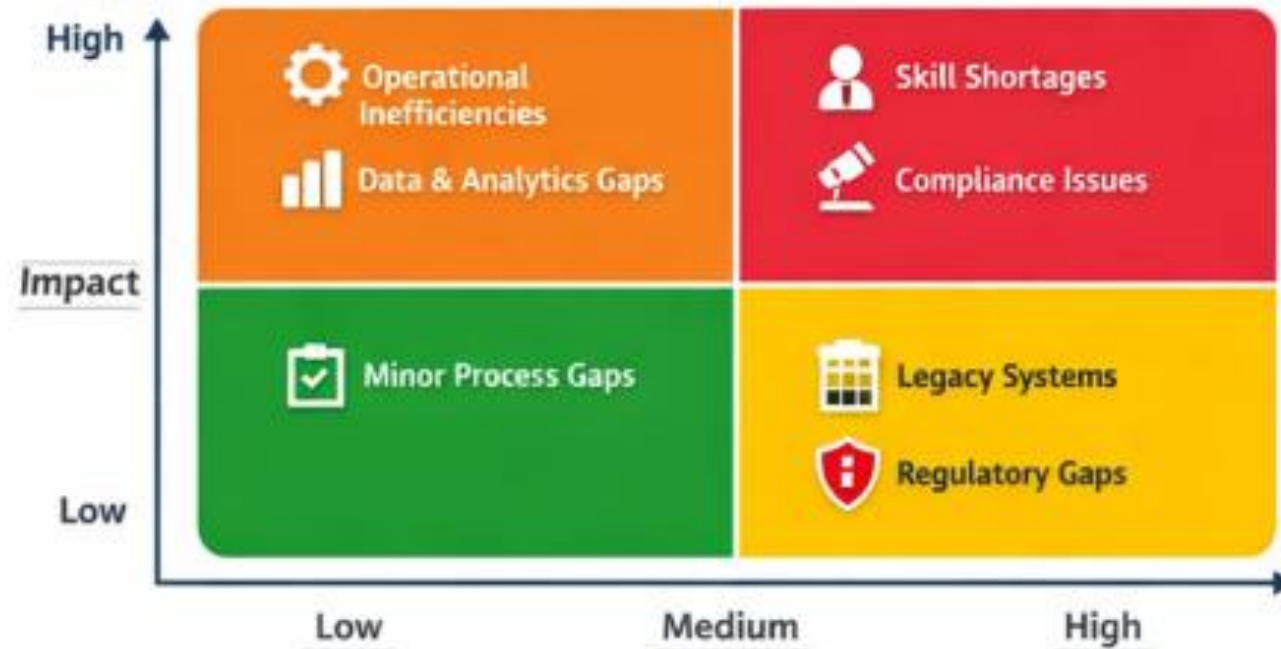 High
Operational
Inefficiencies
Data & Analytics Gaps
Skill Shortages
Compliance Issues
Impact
Minor Process Gaps
Legacy Systems
Regulatory Gaps
Low
Low
Medium
High